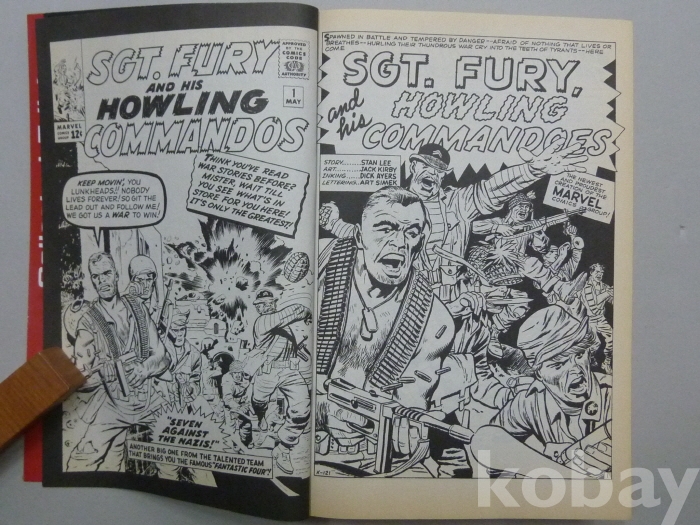 SGT. FURY
AND HIS
HOWLING
COMMANDOS
APPROVED
BY THE
COMICS
CODE
AUTHORITY
1
MAY
MARVEL
COMICS
GROUP
12¢
KEEP MOVIN', YOU
LUNKHEADS!! NOBODY
LIVES FOREVER! SO GIT THE
LEAD OUT AND FOLLOW ME!
WE GOT US A WAR TO WIN!
THINK YOU'VE READ
WAR STORIES BEFORE?
MISTER, WAIT TILL
YOU SEE WHAT'S IN
STORE FOR YOU HERE!
IT'S ONLY THE GREATEST!!
"SEVEN
AGAINST
THE NAZIS!"
ANOTHER BIG ONE FROM THE TALENTED TEAM
THAT BRINGS YOU THE FAMOUS "FANTASTIC FOUR"!
SPAWNED IN BATTLE AND TEMPERED BY DANGER--AFRAID OF NOTHING THAT LIVES OR
BREATHES--HURLING THEIR THUNDROUS WAR CRY INTO THE TEETH OF TYRANTS--HERE
COME
SGT. FURY,
and
his
HOWLING
COMMANDOES
STORY.......STAN LEE
ART..........JACK KIRBY
INKING.....DICK AYERS
LETTERING. ART SIMEK
THE NEWEST
AND PROUDEST
CREATION OF THE
MARVEL
COMICS GROUP!
X-121
1
kobay